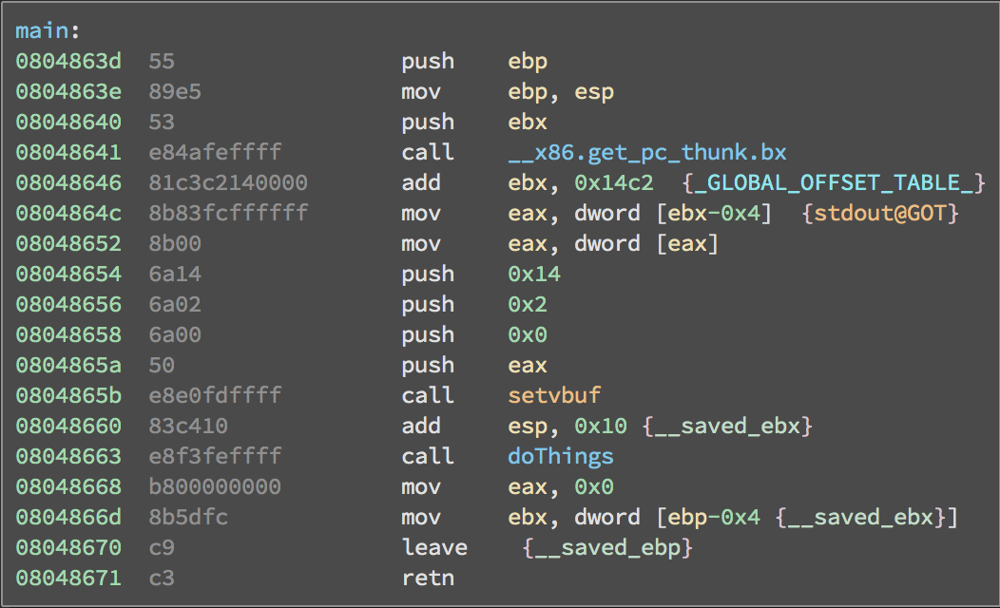 main:
0804863d 55 push ebp
0804863e 89e5 mov ebp, esp
08048640 53 push ebx
08048641 e84afeffff call __x86.get_pc_thunk.bx
08048646 81c3c2140000 add ebx, 0x14c2 {_GLOBAL_OFFSET_TABLE_}
0804864c 8b83fcffffff mov eax, dword [ebx-0x4] {stdout@GOT}
08048652 8b00 mov eax, dword [eax]
08048654 6a14 push 0x14
08048656 6a02 push 0x2
08048658 6a00 push 0x0
0804865a 50 push eax
0804865b e8e0fdffff call setvbuf
08048660 83c410 add esp, 0x10 {__saved_ebx}
08048663 e8f3feffff call doThings
08048668 b800000000 mov eax, 0x0
0804866d 8b5dfc mov ebx, dword [ebp-0x4 {__saved_ebx}]
08048670 c9 leave {__saved_ebp}
08048671 c3 retn